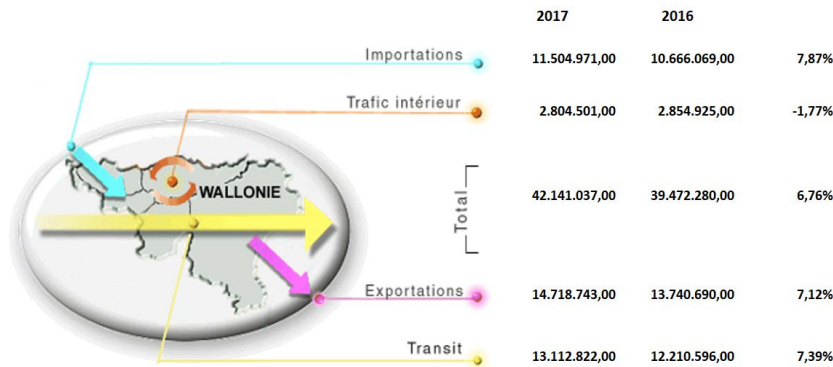 2017 2016
Importations 11.504.971,00 10.666.069,00 7,87%
Trafic intérieur 2.804.501,00 2.854.925,00 -1,77%
WALLONIE
Total 42.141.037,00 39.472.280,00 6,76%
Exportations 14.718.743,00 13.740.690,00 7,12%
Transit 13.112.822,00 12.210.596,00 7,39%